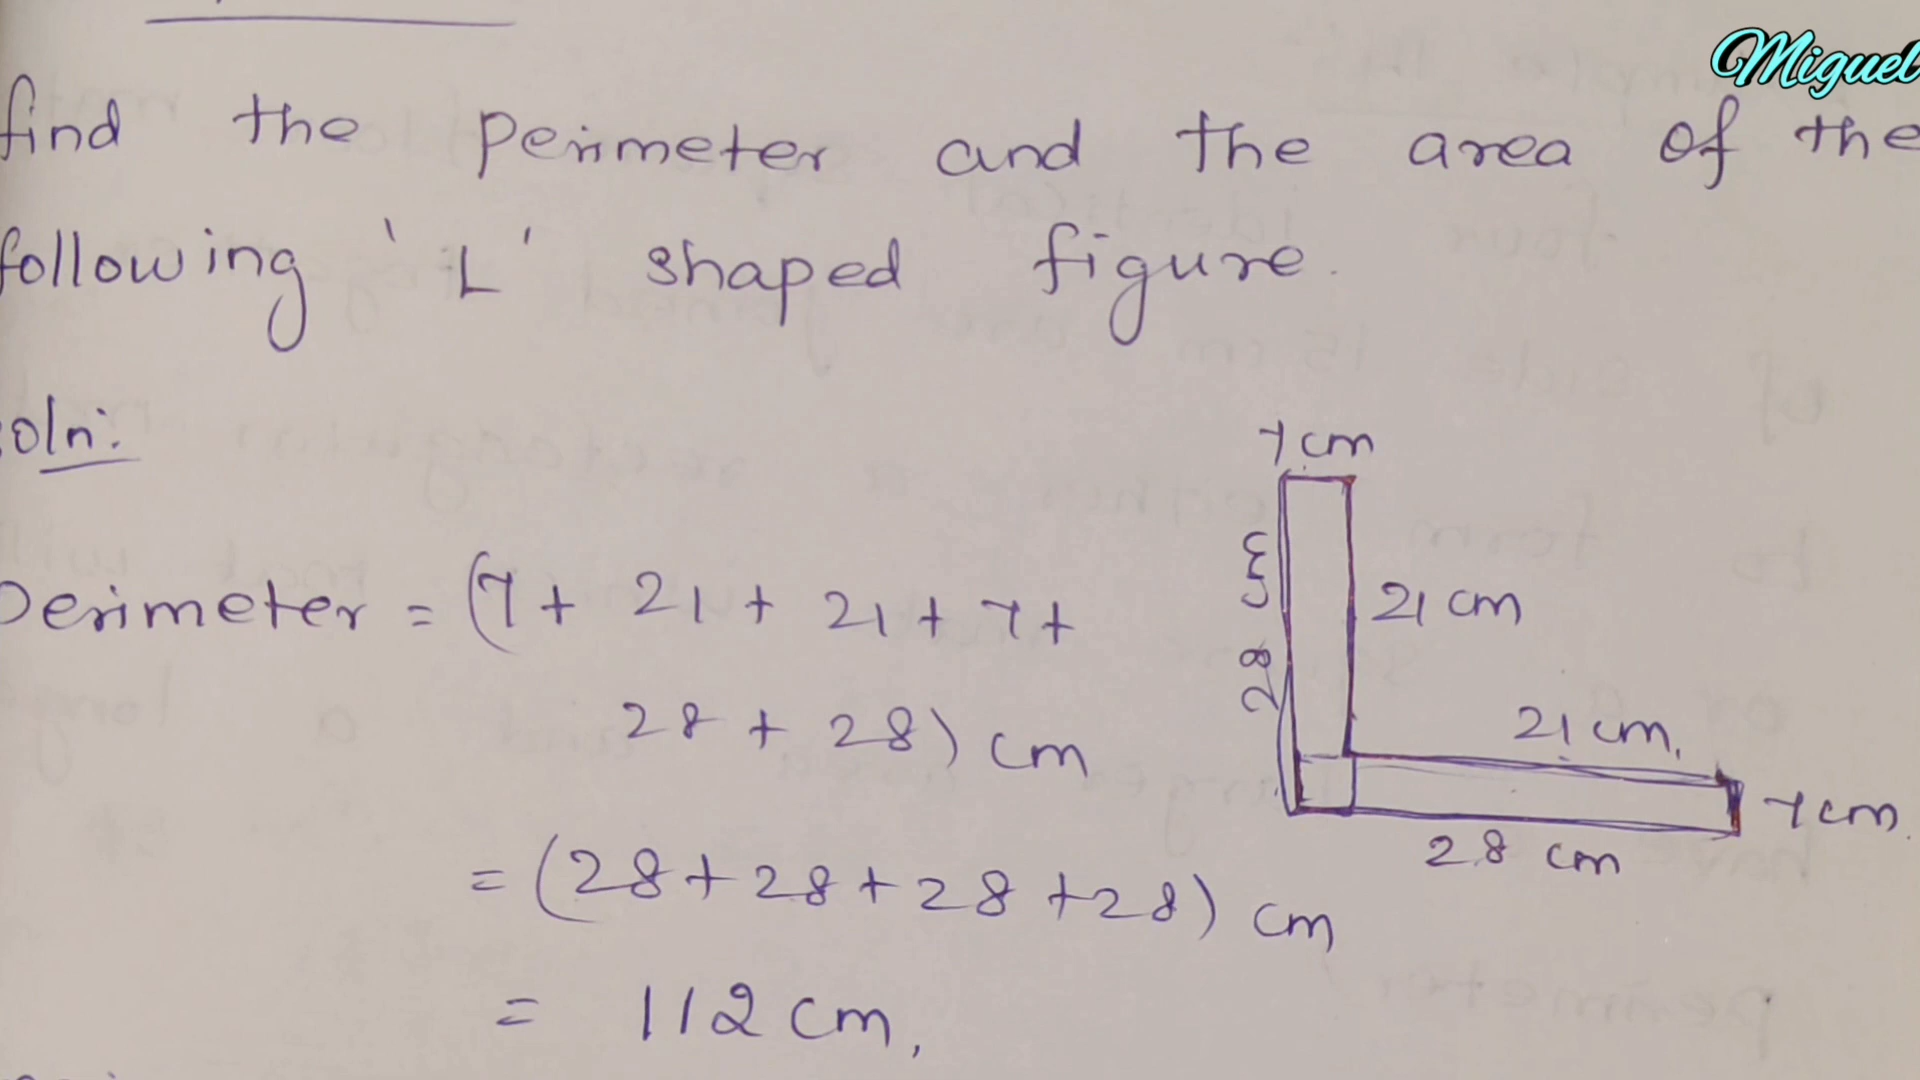 Miguel
find the Perimeter and the area of the
following 'L' shaped figure.
soln:
7 cm
28 cm
21 cm
21 cm.
7 cm.
28 cm
Perimeter = (7 + 21 + 21 + 7 +
28 + 28) cm
= (28 + 28 + 28 + 28) cm
= 112 cm,